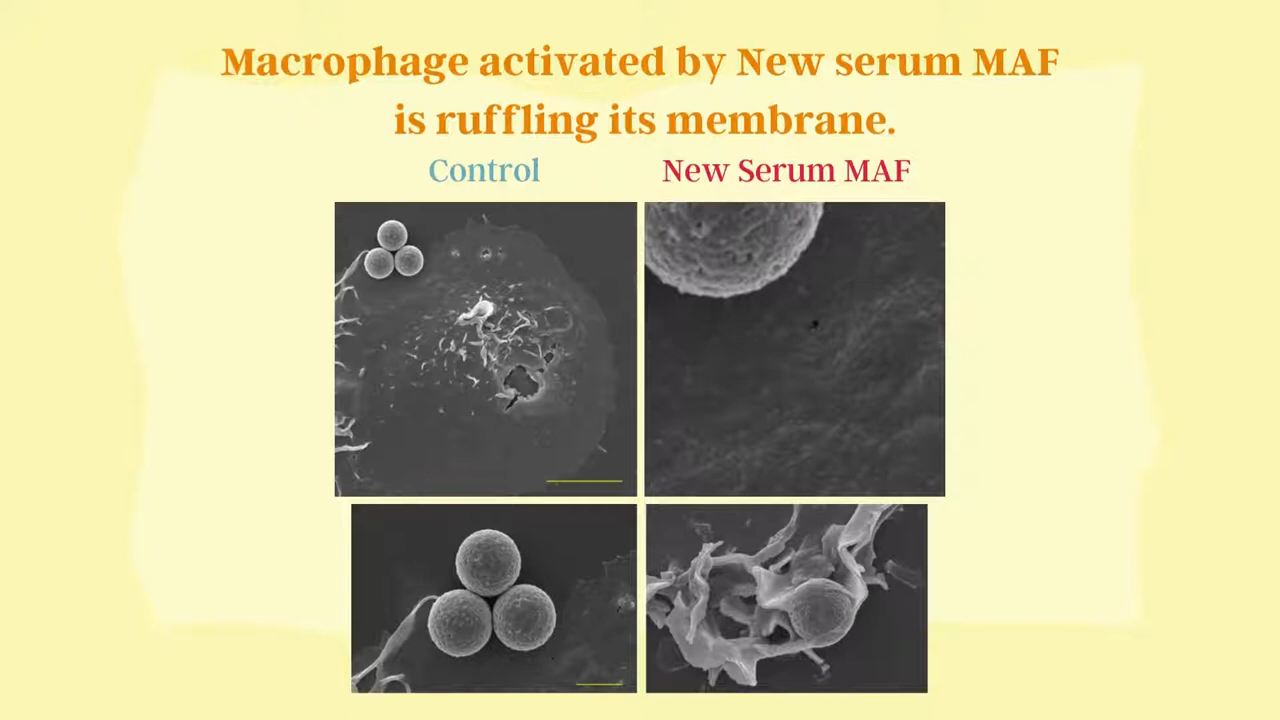 Macrophage activated by New serum MAF
is ruffling its membrane.
Control
New Serum MAF